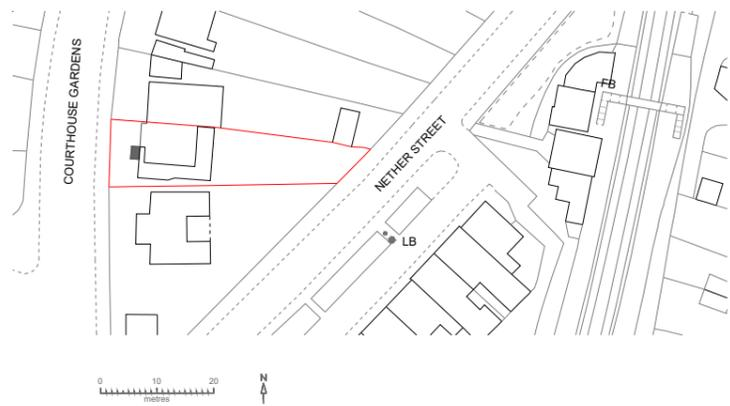 COURTHOUSE GARDENS
FB
NETHER STREET
LB
0 10 20
metres
N